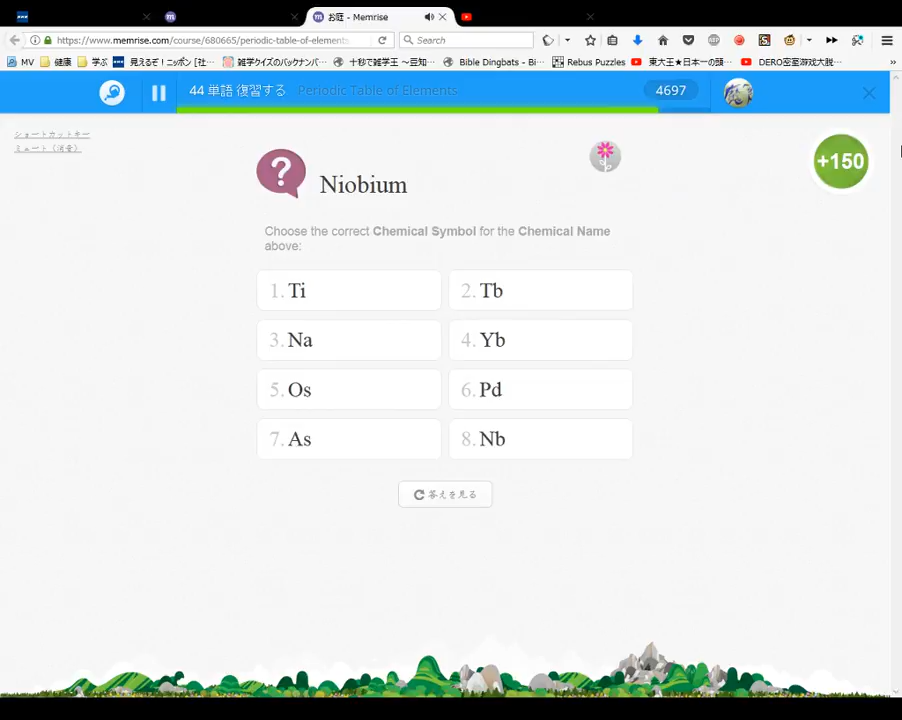 お庭 - Memrise
https://www.memrise.com/course/680665/periodic-table-of-elements
Search
MV
健康
学ぶ
見えるぞ！ニッポン [社…
雑学クイズのバックナンバ…
十秒で雑学王 ～豆知…
Bible Dingbats - Bi…
Rebus Puzzles
東大王★日本一の頭…
DERO密室游戏大脱…
44 単語 復習する Periodic Table of Elements
4697
ショートカットキー
ミュート（消音）
+150
?
Niobium
Choose the correct Chemical Symbol for the Chemical Name
above:
1. Ti
2. Tb
3. Na
4. Yb
5. Os
6. Pd
7. As
8. Nb
答えを見る